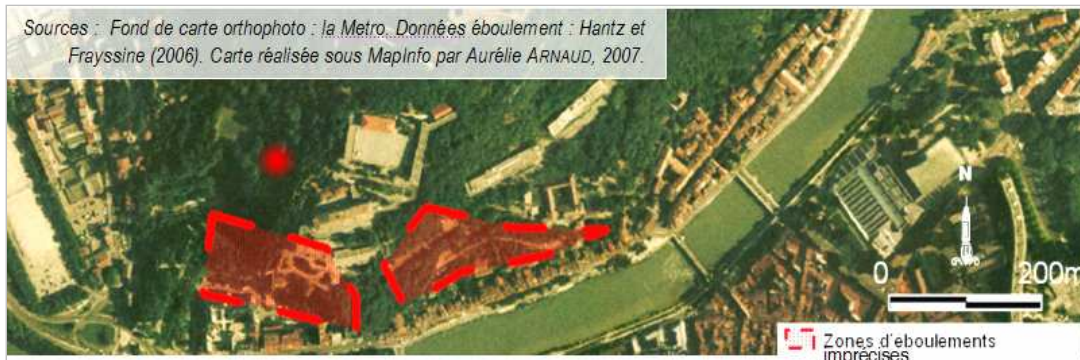 Sources : Fond de carte orthophoto : la Metro. Données éboulement : Hantz et
Frayssine (2006). Carte réalisée sous MapInfo par Aurélie ARNAUD, 2007.
N
0 200m
Zones d'éboulements
imprécises